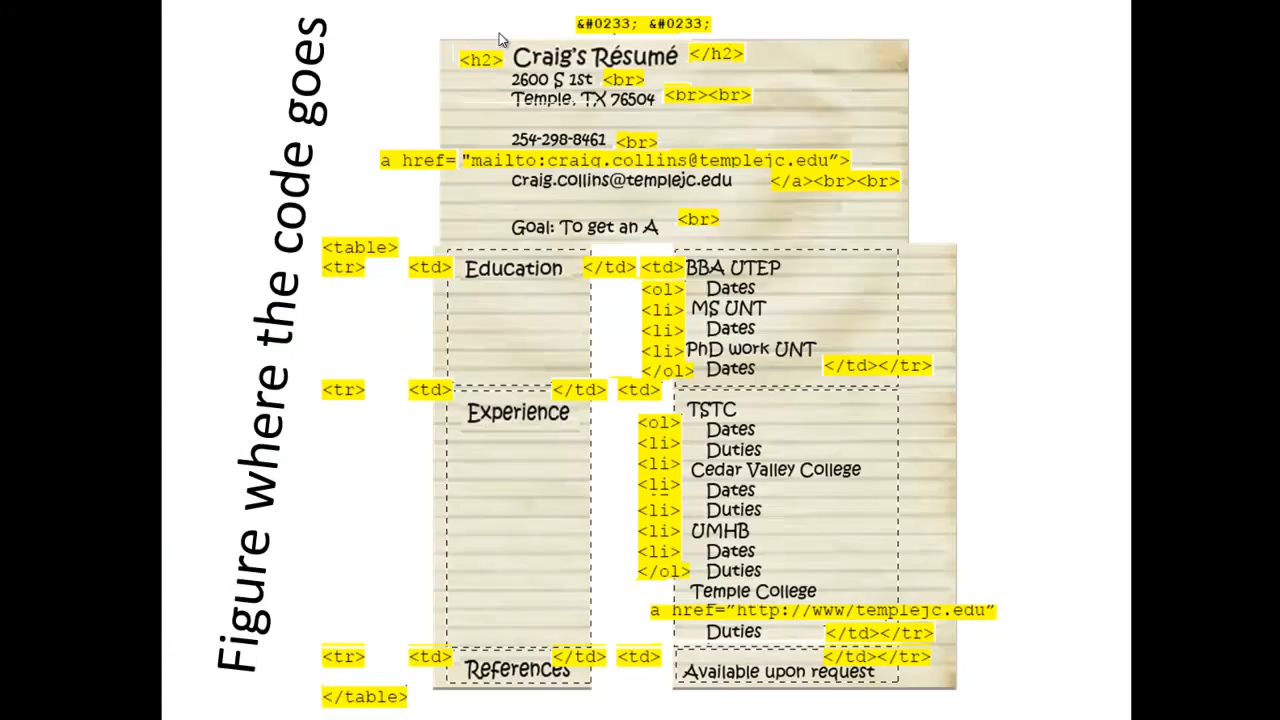 Figure where the code goes
&#0233; &#0233;
<h2> Craig's Résumé </h2>
2600 S 1st <br>
Temple, TX 76504 <br><br>
254-298-8461 <br>
a href= "mailto:craig.collins@templejc.edu”>
craig.collins@templejc.edu </a><br><br>
Goal: To get an A <br>
<table>
<tr> <td> Education </td> <td> BBA UTEP
<ol> Dates
<li> MS UNT
<li> Dates
<li> PhD work UNT
</ol> Dates </td></tr>
<tr> <td> </td> <td>
Experience TSTC
<ol> Dates
<li> Duties
<li> Cedar Valley College
<li> Dates
<li> Duties
<li> UMHB
<li> Dates
</ol> Duties
Temple College
a href=”http://www/templejc.edu”
Duties </td></tr>
<tr> <td> References </td> <td> </td></tr>
Available upon request
</table>